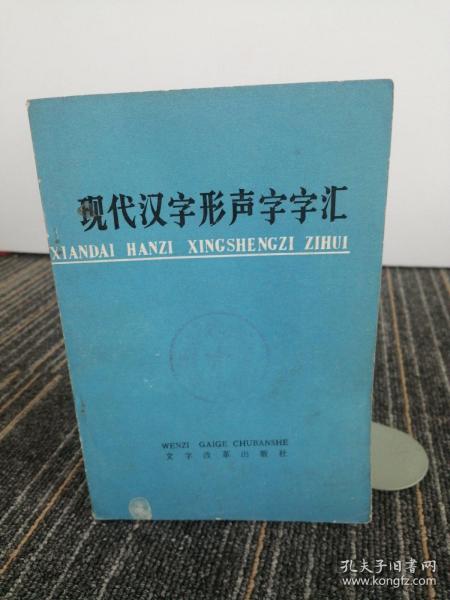 现代汉字形声字字汇
XIANDAI HANZI XINGSHENGZI ZIHUI
WENZI GAIGE CHUBANSHE
文字改革出版社
孔夫子旧书网
www.kongfz.com